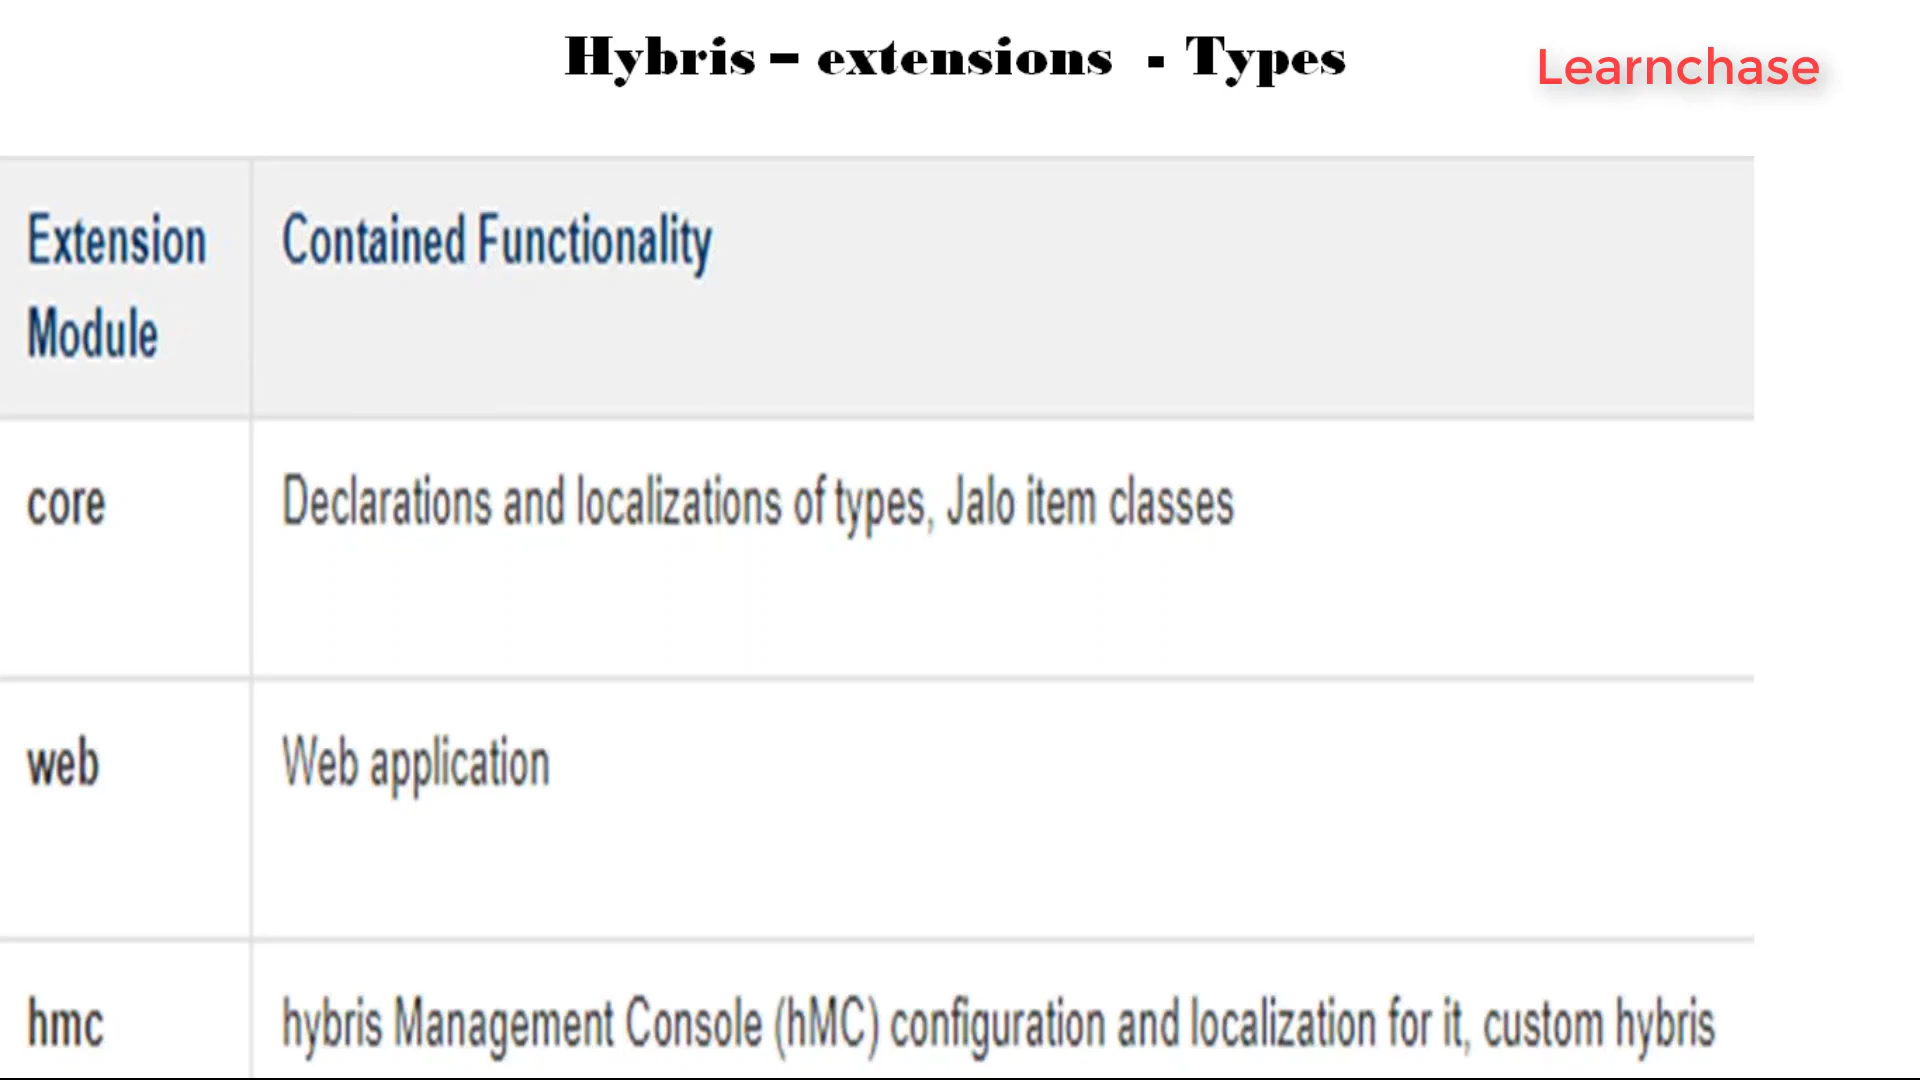 Hybris – extensions - Types
Learnchase
Extension
Module
Contained Functionality
core
Declarations and localizations of types, Jalo item classes
web
Web application
hmc
hybris Management Console (hMC) configuration and localization for it, custom hybris